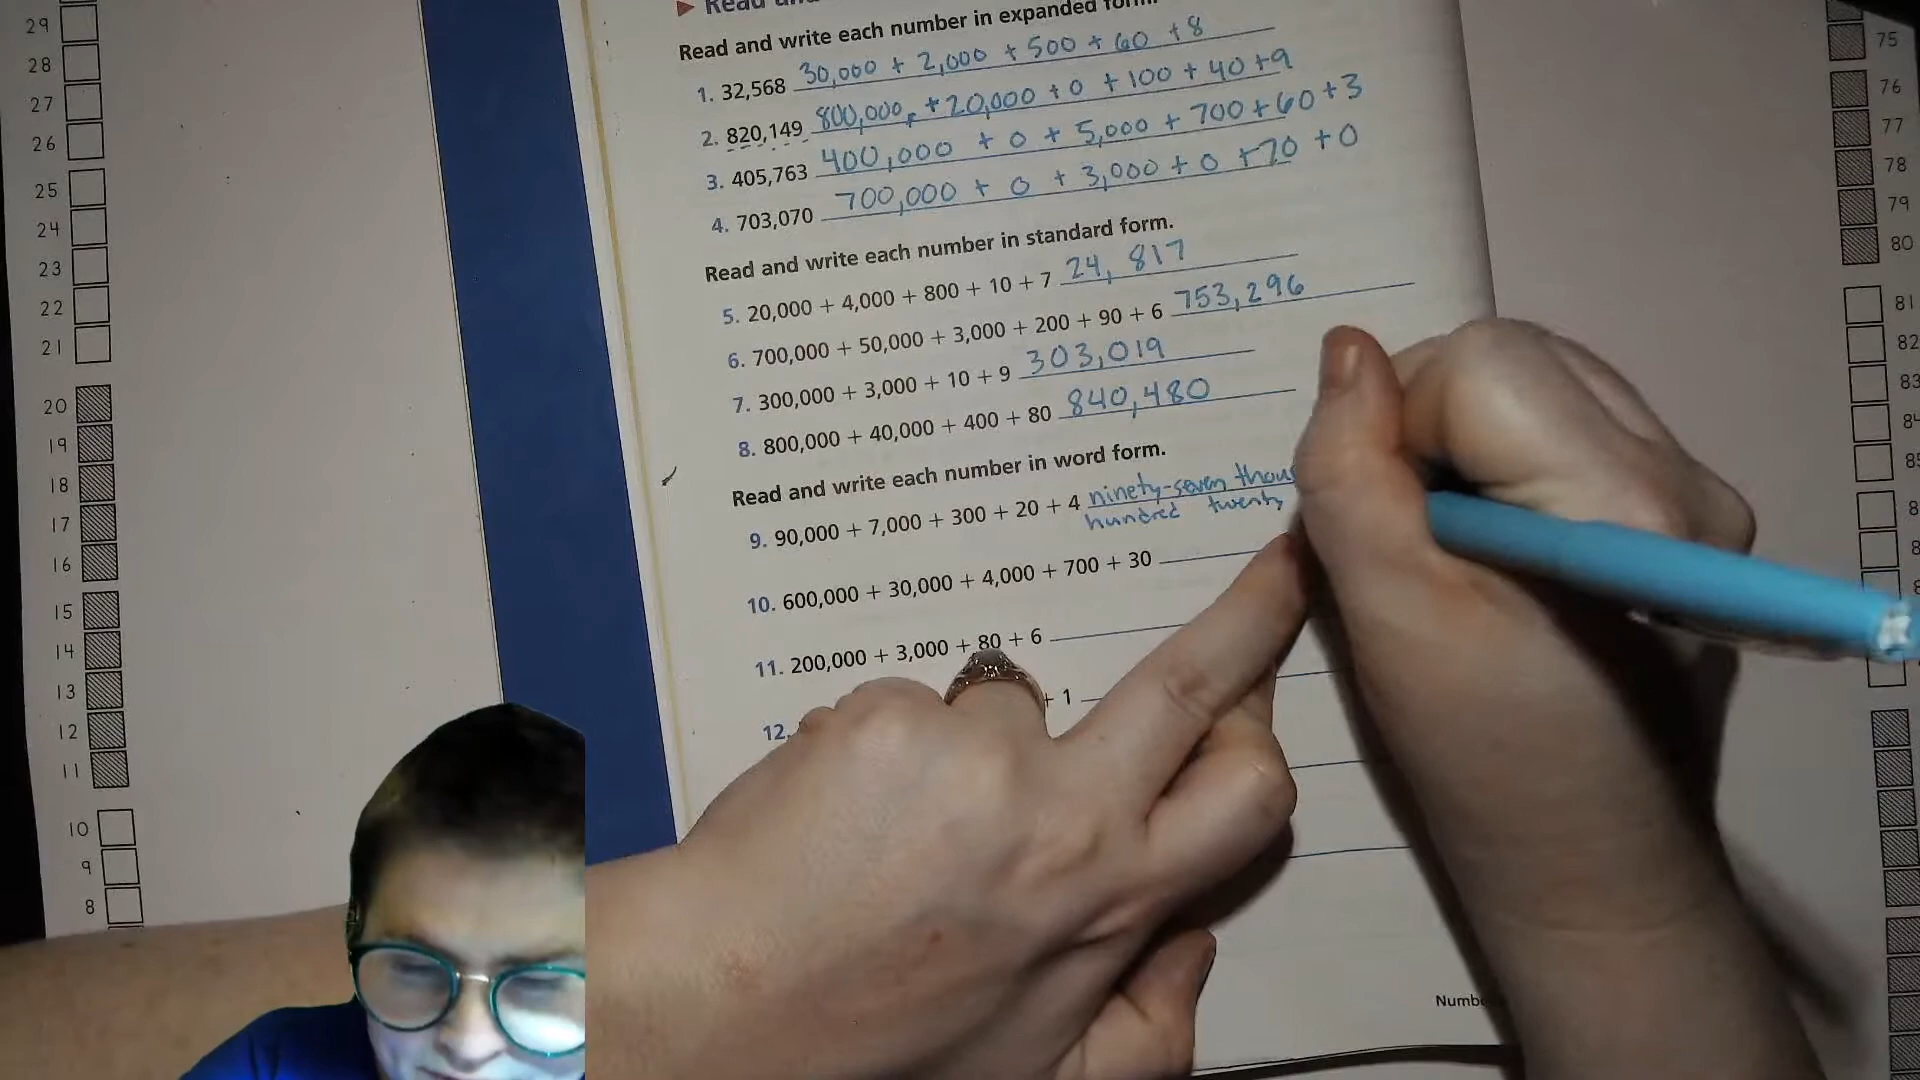 Read
Read and write each number in expanded form.
1. 32,568 30,000 + 2,000 + 500 + 60 + 8
2. 820,149 800,000 + 20,000 + 0 + 100 + 40 + 9
3. 405,763 400,000 + 0 + 5,000 + 700 + 60 + 3
4. 703,070 700,000 + 0 + 3,000 + 0 + 70 + 0
Read and write each number in standard form.
5. 20,000 + 4,000 + 800 + 10 + 7 24, 817
6. 700,000 + 50,000 + 3,000 + 200 + 90 + 6 753,296
7. 300,000 + 3,000 + 10 + 9 303,019
8. 800,000 + 40,000 + 400 + 80 840,480
Read and write each number in word form.
9. 90,000 + 7,000 + 300 + 20 + 4 ninety-seven thous
hundred twenty
10. 600,000 + 30,000 + 4,000 + 700 + 30
11. 200,000 + 3,000 + 80 + 6
12. + 1
Numbe
29
28
27
26
25
24
23
22
21
20
19
18
17
16
15
14
13
12
11
10
9
8
75
76
77
78
79
80
81
82
83